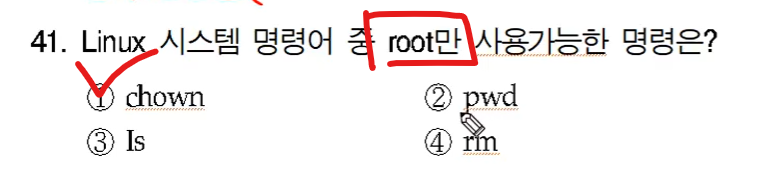 41. Linux 시스템 명령어 중 root만 사용가능한 명령은?
① chown ② pwd
③ ls ④ rm